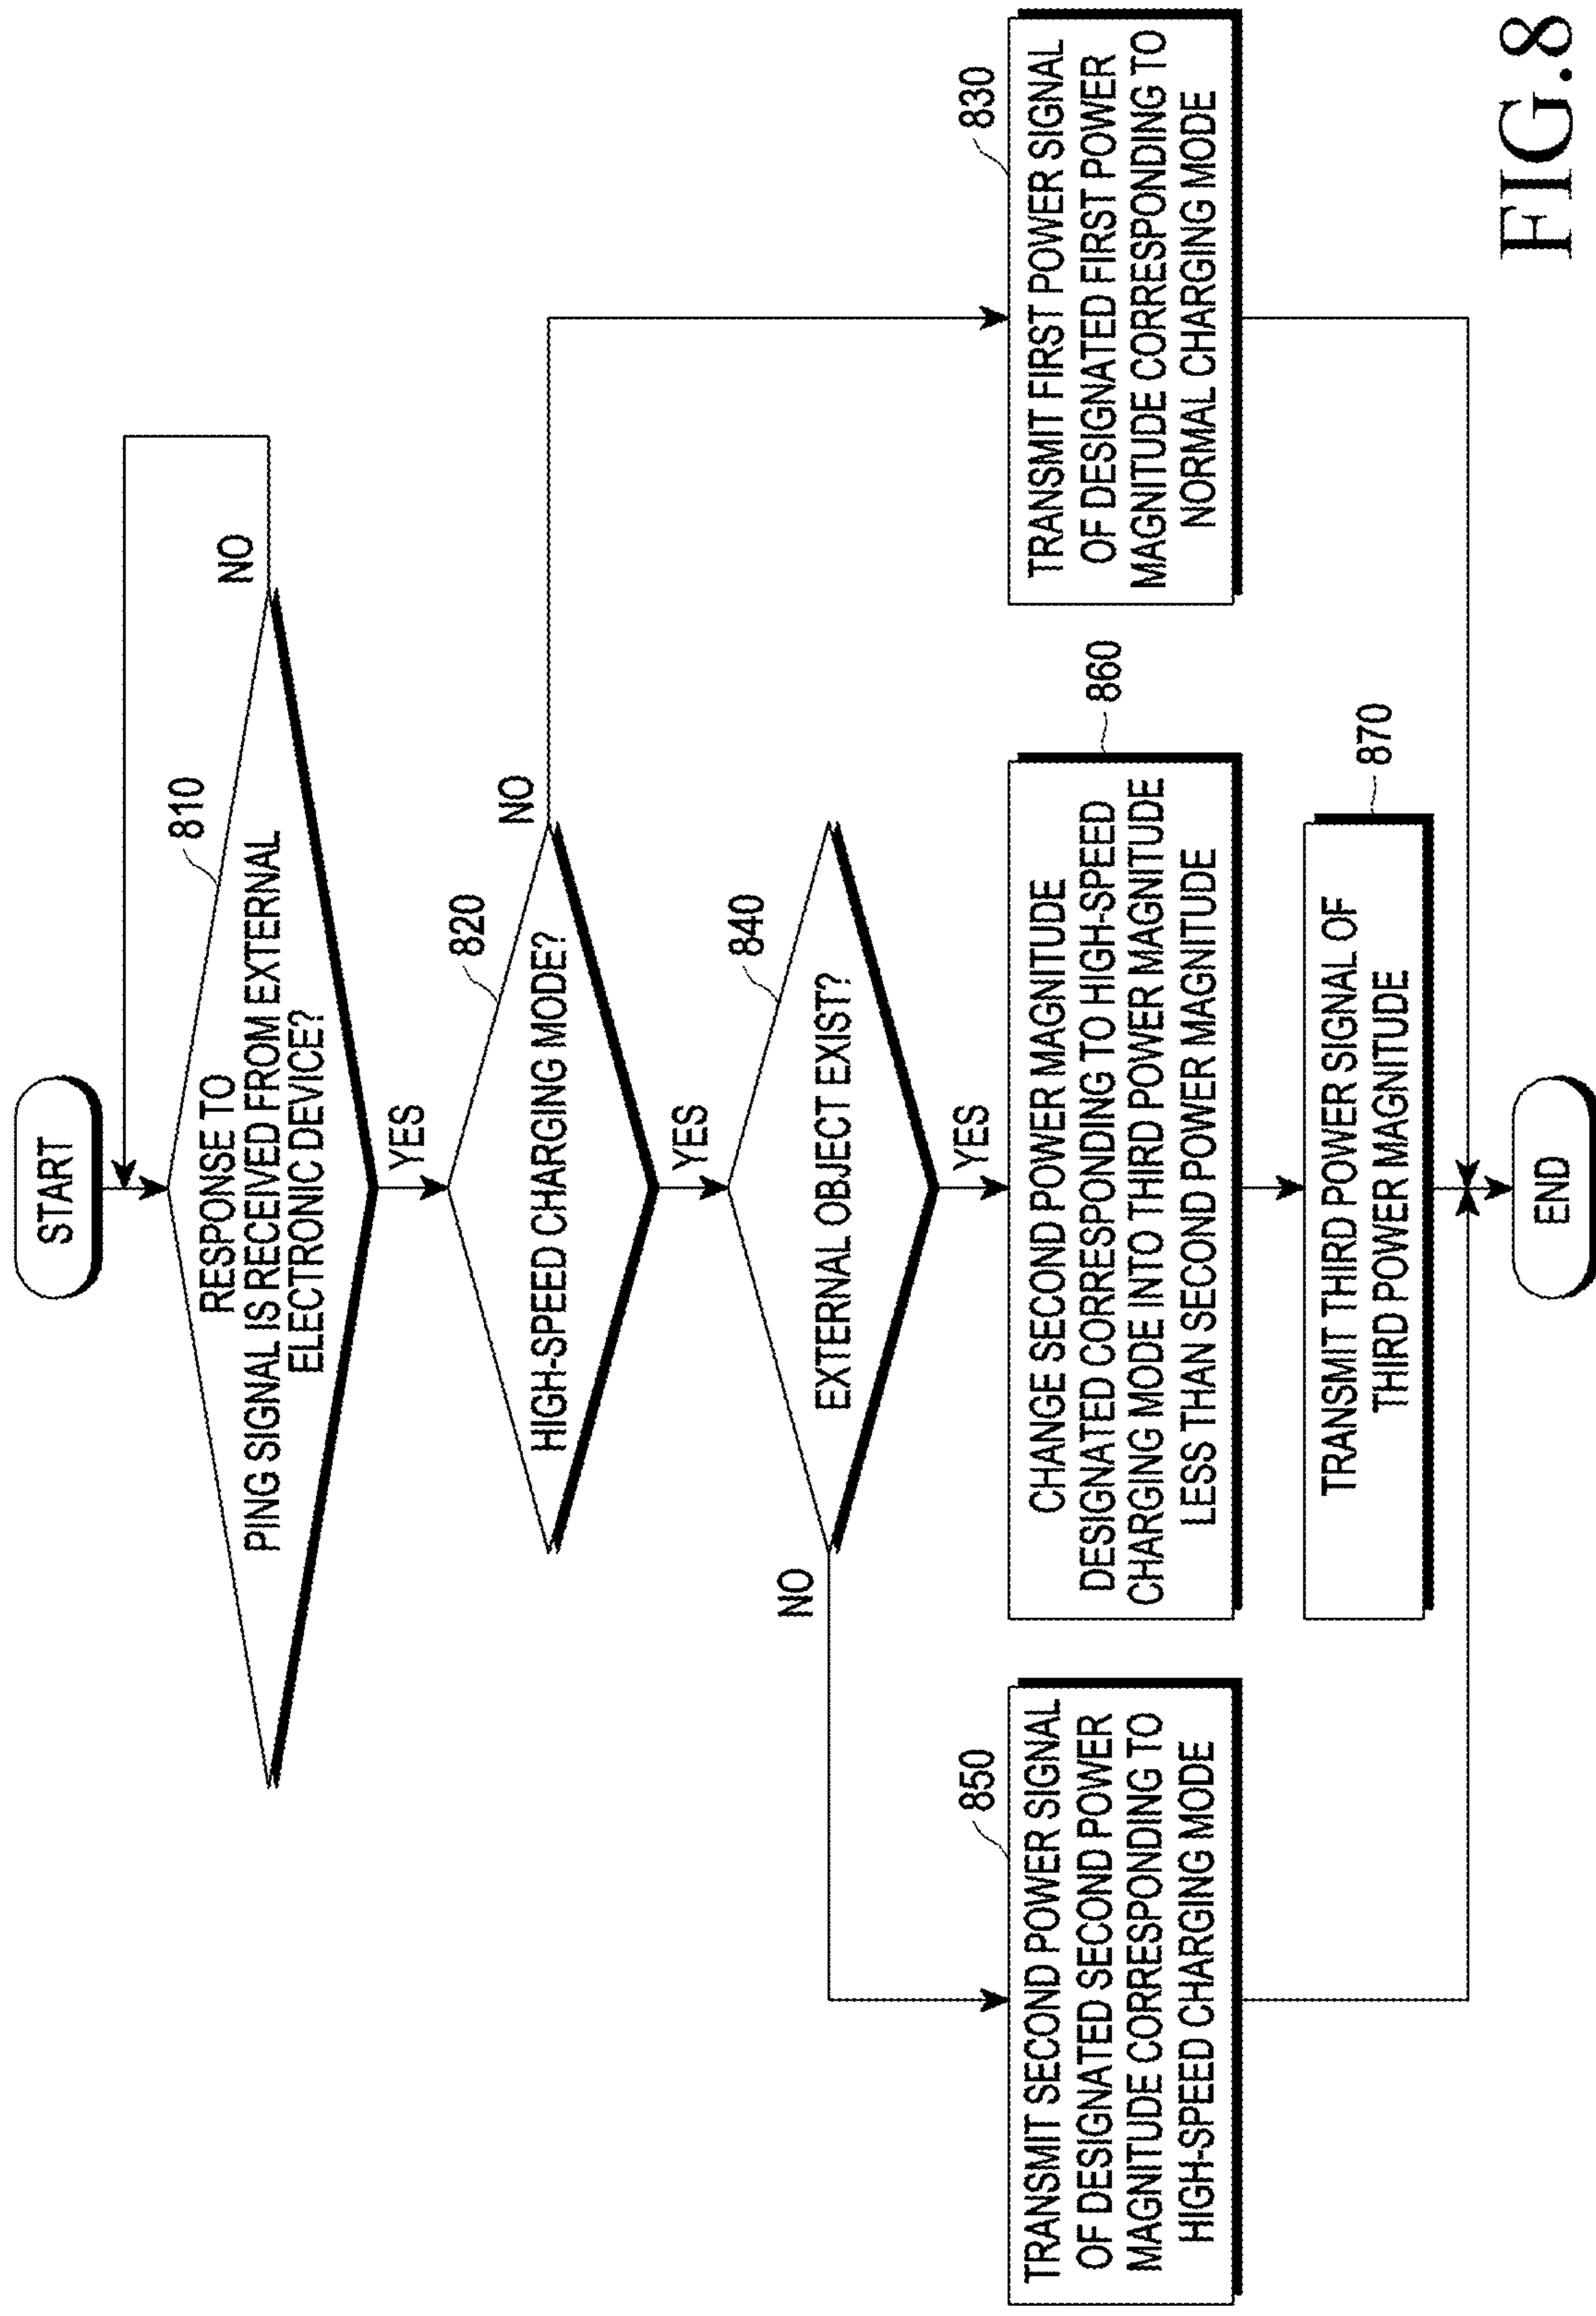 START
810
RESPONSE TO
PING SIGNAL IS RECEIVED FROM EXTERNAL
ELECTRONIC DEVICE?
NO
YES
820
HIGH-SPEED CHARGING MODE?
NO
YES
840
EXTERNAL OBJECT EXIST?
NO
YES
850
TRANSMIT SECOND POWER SIGNAL
OF DESIGNATED SECOND POWER
MAGNITUDE CORRESPONDING TO
HIGH-SPEED CHARGING MODE
860
CHANGE SECOND POWER MAGNITUDE
DESIGNATED CORRESPONDING TO HIGH-SPEED
CHARGING MODE INTO THIRD POWER MAGNITUDE
LESS THAN SECOND POWER MAGNITUDE
830
TRANSMIT FIRST POWER SIGNAL
OF DESIGNATED FIRST POWER
MAGNITUDE CORRESPONDING TO
NORMAL CHARGING MODE
870
TRANSMIT THIRD POWER SIGNAL OF
THIRD POWER MAGNITUDE
END
FIG.8